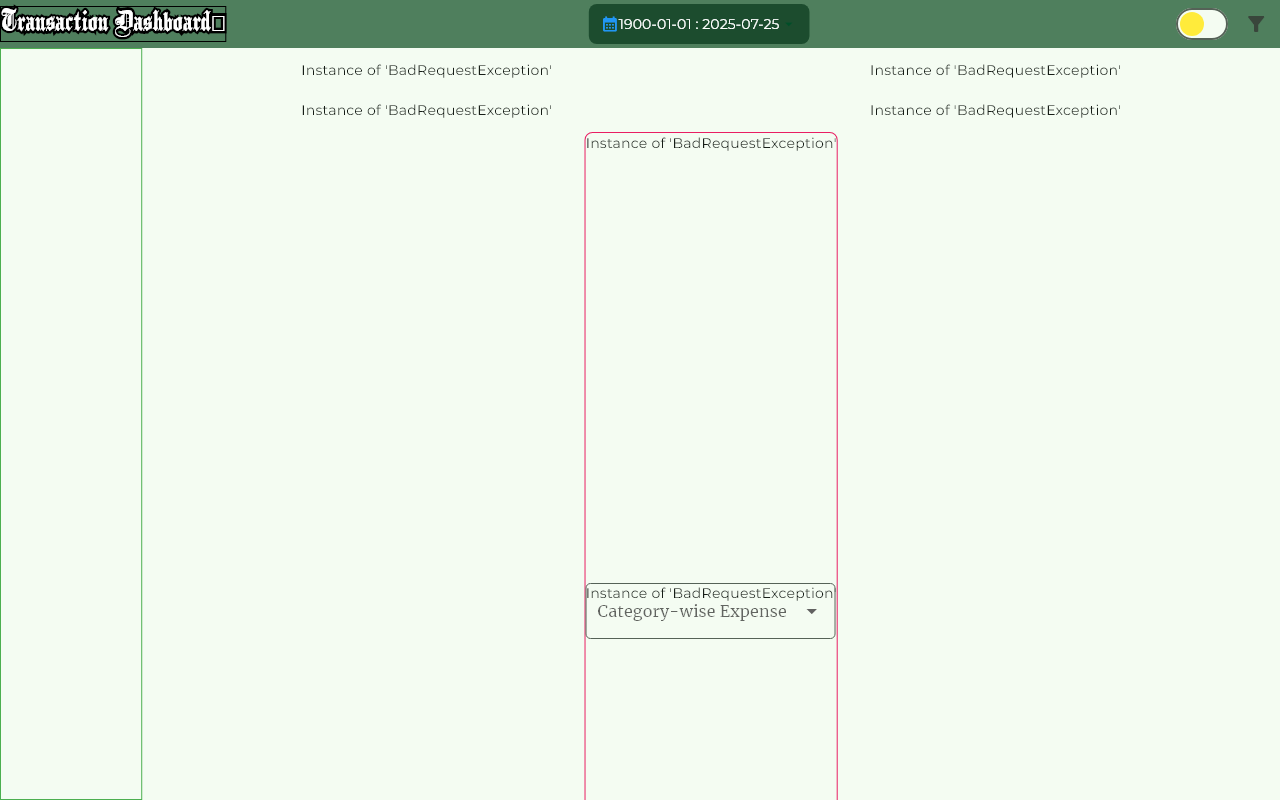 Transaction Dashboard
1900-01-01 : 2025-07-25
Instance of 'BadRequestException'
Instance of 'BadRequestException'
Instance of 'BadRequestException'
Instance of 'BadRequestException'
Instance of 'BadRequestException'
Instance of 'BadRequestException'
Category-wise Expense